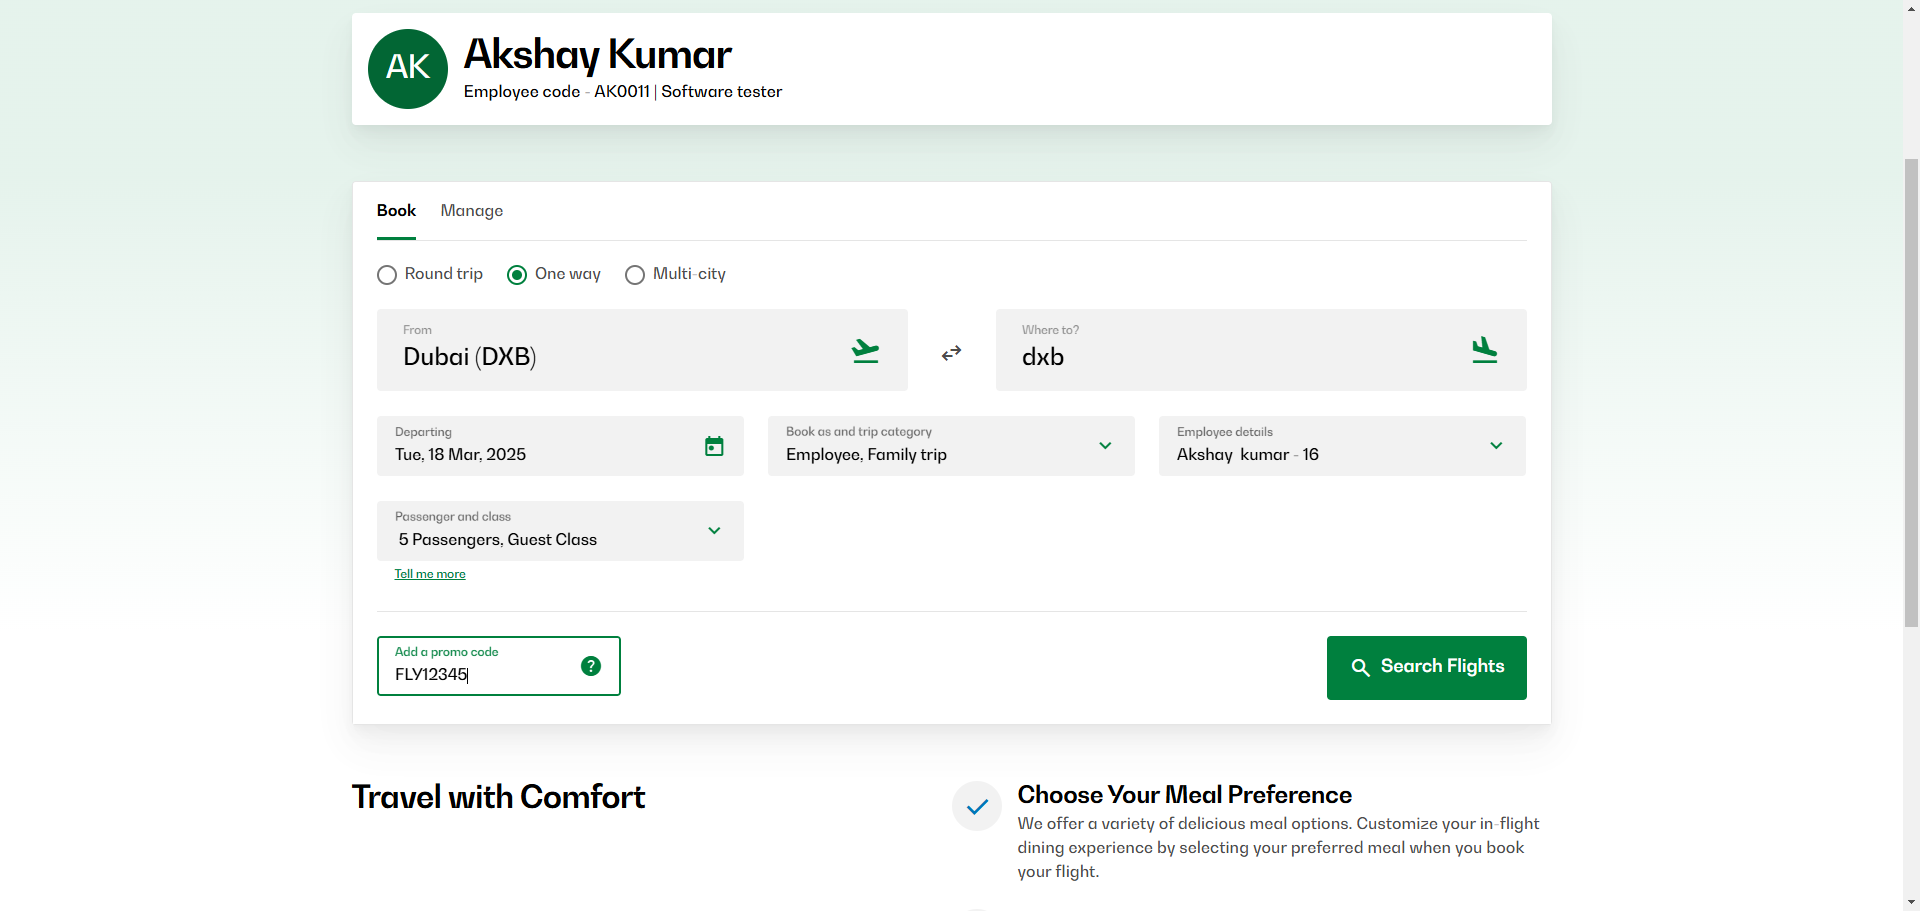 AK
Akshay Kumar
Employee code - AK0011 | Software tester
Book Manage
Round trip One way Multi-city
From
Dubai (DXB)
Where to?
dxb
Departing
Tue, 18 Mar, 2025
Book as and trip category
Employee, Family trip
Employee details
Akshay kumar - 16
Passenger and class
5 Passengers, Guest Class
Tell me more
Add a promo code
FLY12345
?
Search Flights
Travel with Comfort
Choose Your Meal Preference
We offer a variety of delicious meal options. Customize your in-flight
dining experience by selecting your preferred meal when you book
your flight.